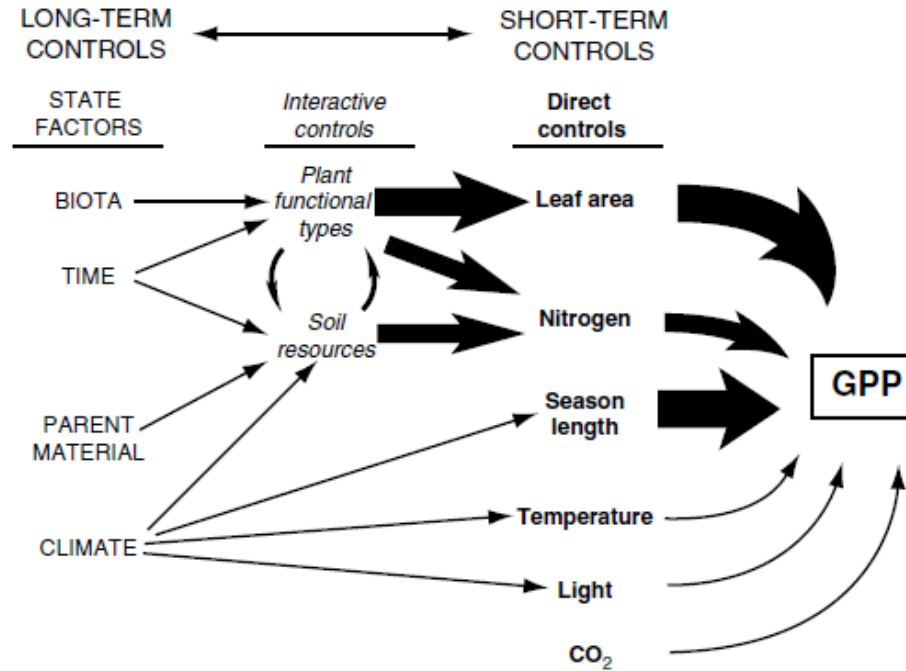 LONG-TERM
CONTROLS
SHORT-TERM
CONTROLS
STATE
FACTORS
Interactive
controls
Direct
controls
BIOTA
Plant
functional
types
Leaf area
TIME
Soil
resources
Nitrogen
GPP
PARENT
MATERIAL
Season
length
CLIMATE
Temperature
Light
CO₂